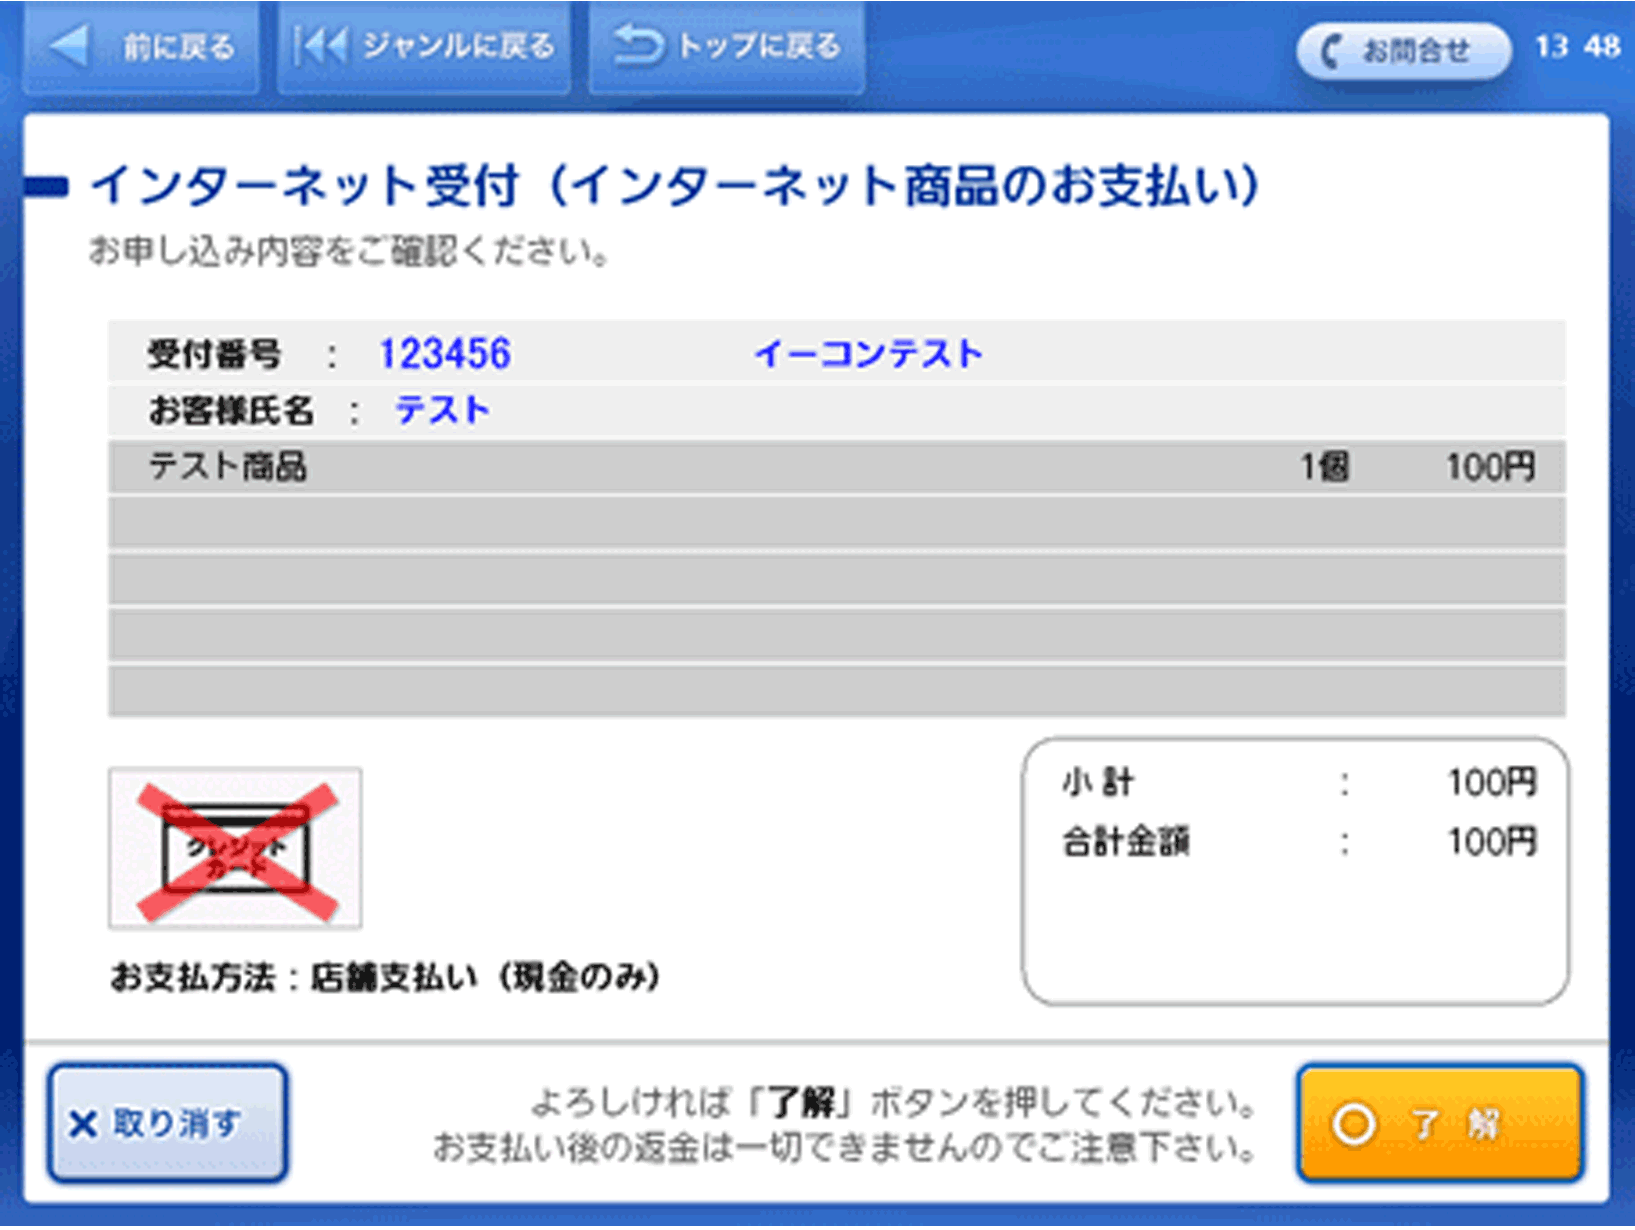 前に戻る ジャンルに戻る トップに戻る お問合せ 13 48
インターネット受付（インターネット商品のお支払い）
お申し込み内容をご確認ください。
受付番号 ： 123456 イーコンテスト
お客様氏名 ： テスト
テスト商品 1個 100円
小計 ： 100円
合計金額 ： 100円
クレジット
カード
お支払方法：店舗支払い（現金のみ）
よろしければ「了解」ボタンを押してください。
お支払い後の返金は一切できませんのでご注意下さい。
× 取り消す
○ 了解